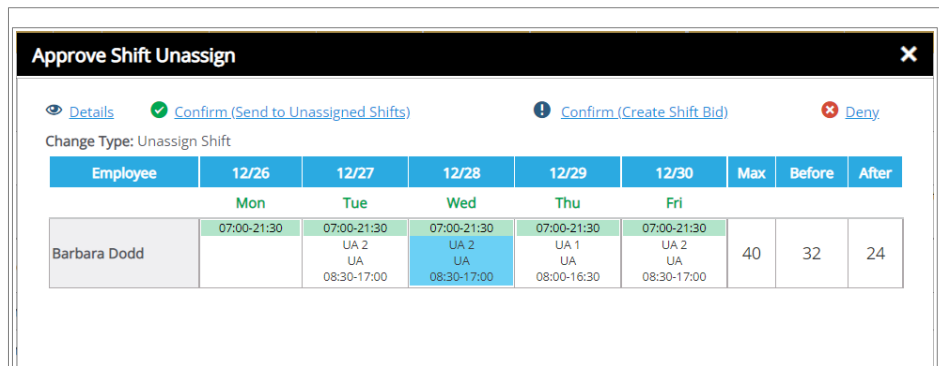 Approve Shift Unassign
Details Confirm (Send to Unassigned Shifts) Confirm (Create Shift Bid) Deny
Change Type: Unassign Shift
Employee 12/26 12/27 12/28 12/29 12/30 Max Before After
Mon Tue Wed Thu Fri
07:00-21:30 07:00-21:30 07:00-21:30 07:00-21:30 07:00-21:30
UA 2 UA 2 UA 1 UA 2
Barbara Dodd 40 32 24
UA UA UA UA
08:30-17:00 08:30-17:00 08:00-16:30 08:30-17:00